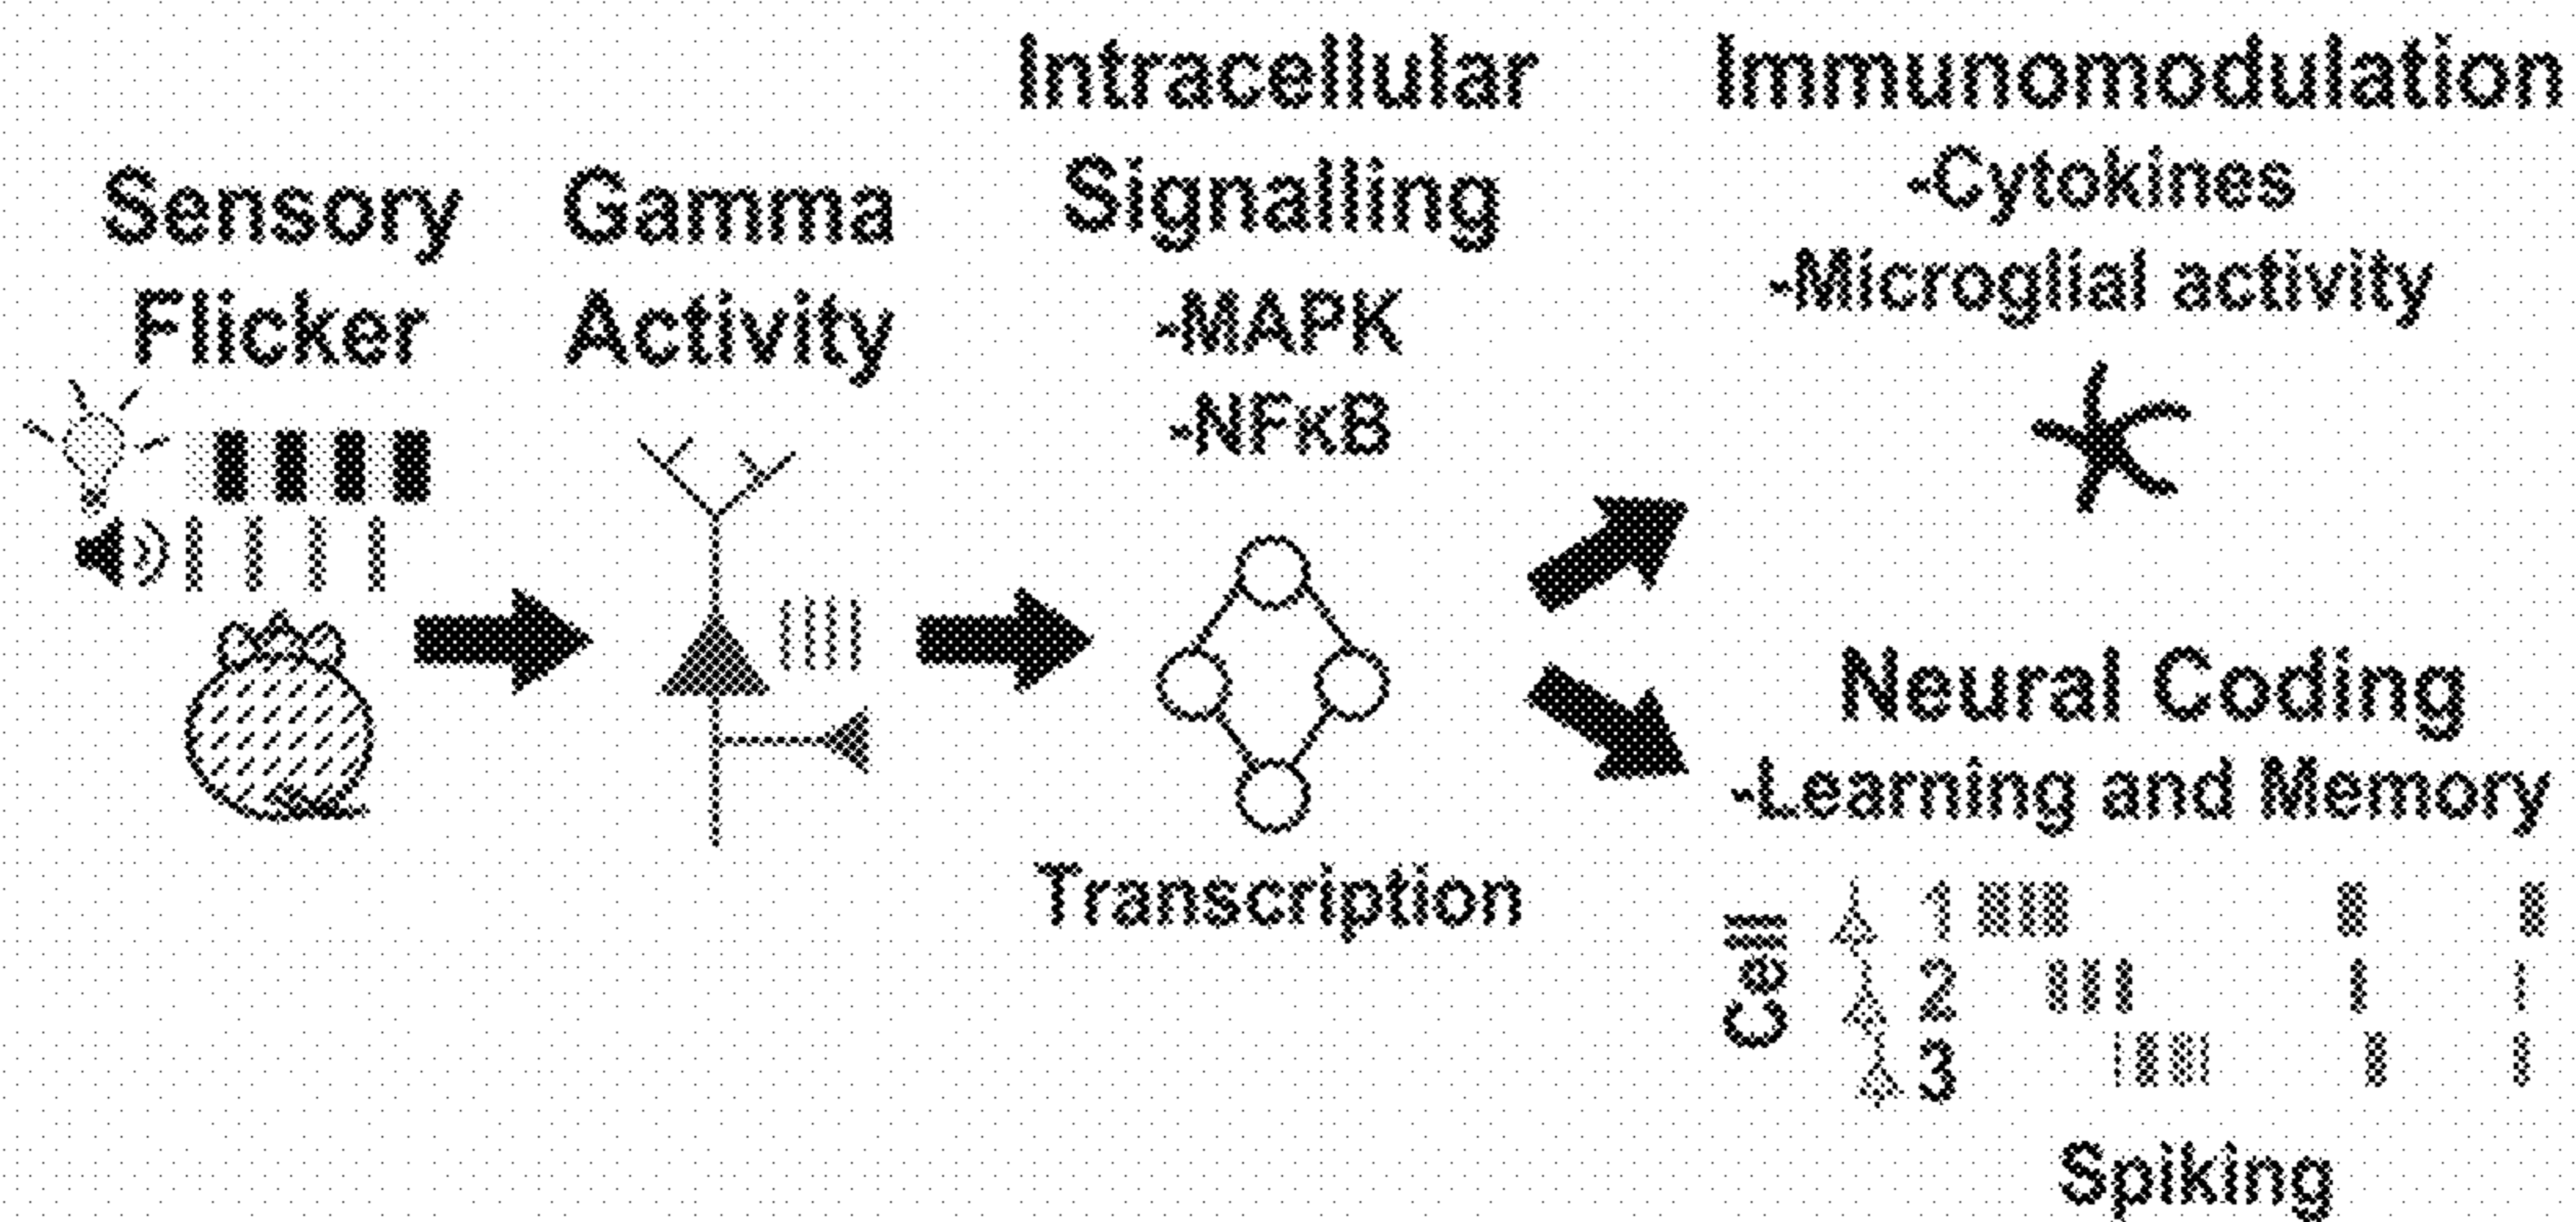 Sensory
Flicker
Gamma
Activity
Intracellular
Signalling
-MAPK
-NFκB
Transcription
Immunomodulation
-Cytokines
-Microglial activity
Neural Coding
-Learning and Memory
Cell
1
2
3
Spiking